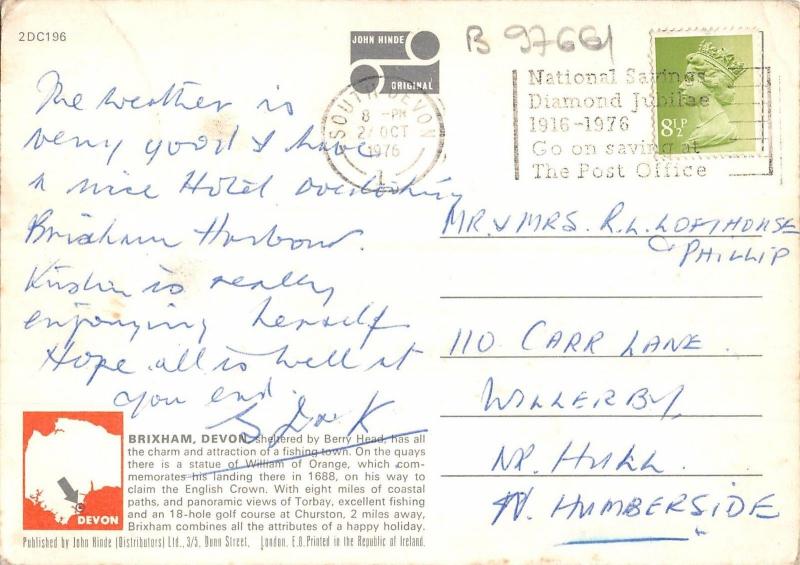 2DC196
JOHN HINDE
ORIGINAL
B 97661
SOUTH DEVON
8 - PM
2 OCT
1976
1
National Savings
Diamond Jubilee
1916-1976
Go on saving at
The Post Office
8½P
The weather is
very good & have
a nice Hotel overlooking
Brixham Harbour.
is really
enjoying herself
Hope all is well at
your end.
MR & MRS. R.L. LOFTHOUSE
& PHILLIP
110 CARR LANE.
WILLERBY,
NR. HULL
N. HUMBERSIDE
BRIXHAM, DEVON, sheltered by Berry Head, has all
the charm and attraction of a fishing town. On the quays
there is a statue of William of Orange, which com-
memorates his landing there in 1688, on his way to
claim the English Crown. With eight miles of coastal
paths, and panoramic views of Torbay, excellent fishing
and an 18-hole golf course at Churston, 2 miles away,
Brixham combines all the attributes of a happy holiday.
DEVON
Published by John Hinde (Distributors) Ltd., 3/5, Dunn Street, London, E.8. Printed in the Republic of Ireland.